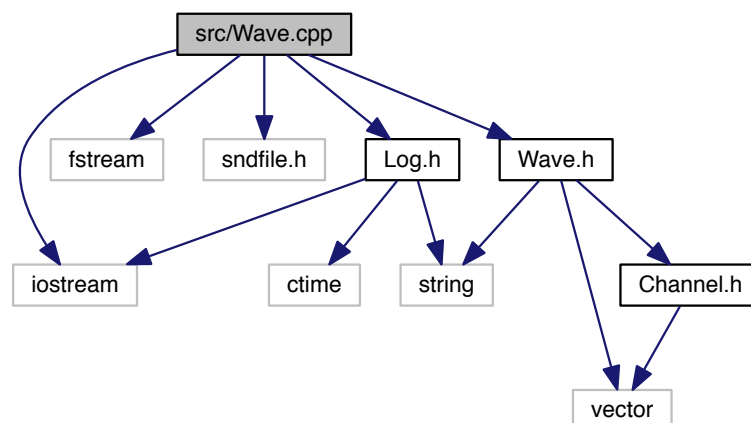 src/Wave.cpp
fstream
sndfile.h
Log.h
Wave.h
iostream
ctime
string
Channel.h
vector